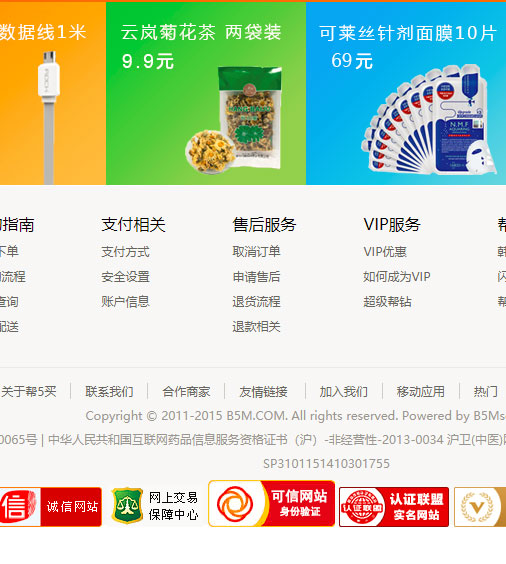 数据线1米
云岚菊花茶 两袋装
9.9元
可莱丝针剂面膜10片
69元
指南
支付相关
售后服务
VIP服务
帮
下单
支付方式
取消订单
VIP优惠
流程
安全设置
申请售后
如何成为VIP
闪
查询
账户信息
退货流程
超级帮钻
帮
配送
退款相关
关于帮5买 | 联系我们 | 合作商家 | 友情链接 | 加入我们 | 移动应用 | 热门
Copyright © 2011-2015 B5M.COM. All rights reserved. Powered by B5Ms
0065号 | 中华人民共和国互联网药品信息服务资格证书（沪）-非经营性-2013-0034 沪卫(中医)
SP3101151410301755
信 诚信网站
网上交易
保障中心
可信网站
身份验证
认证联盟
认证联盟
实名网站
V
ROCK
N.M.F
AQUARING